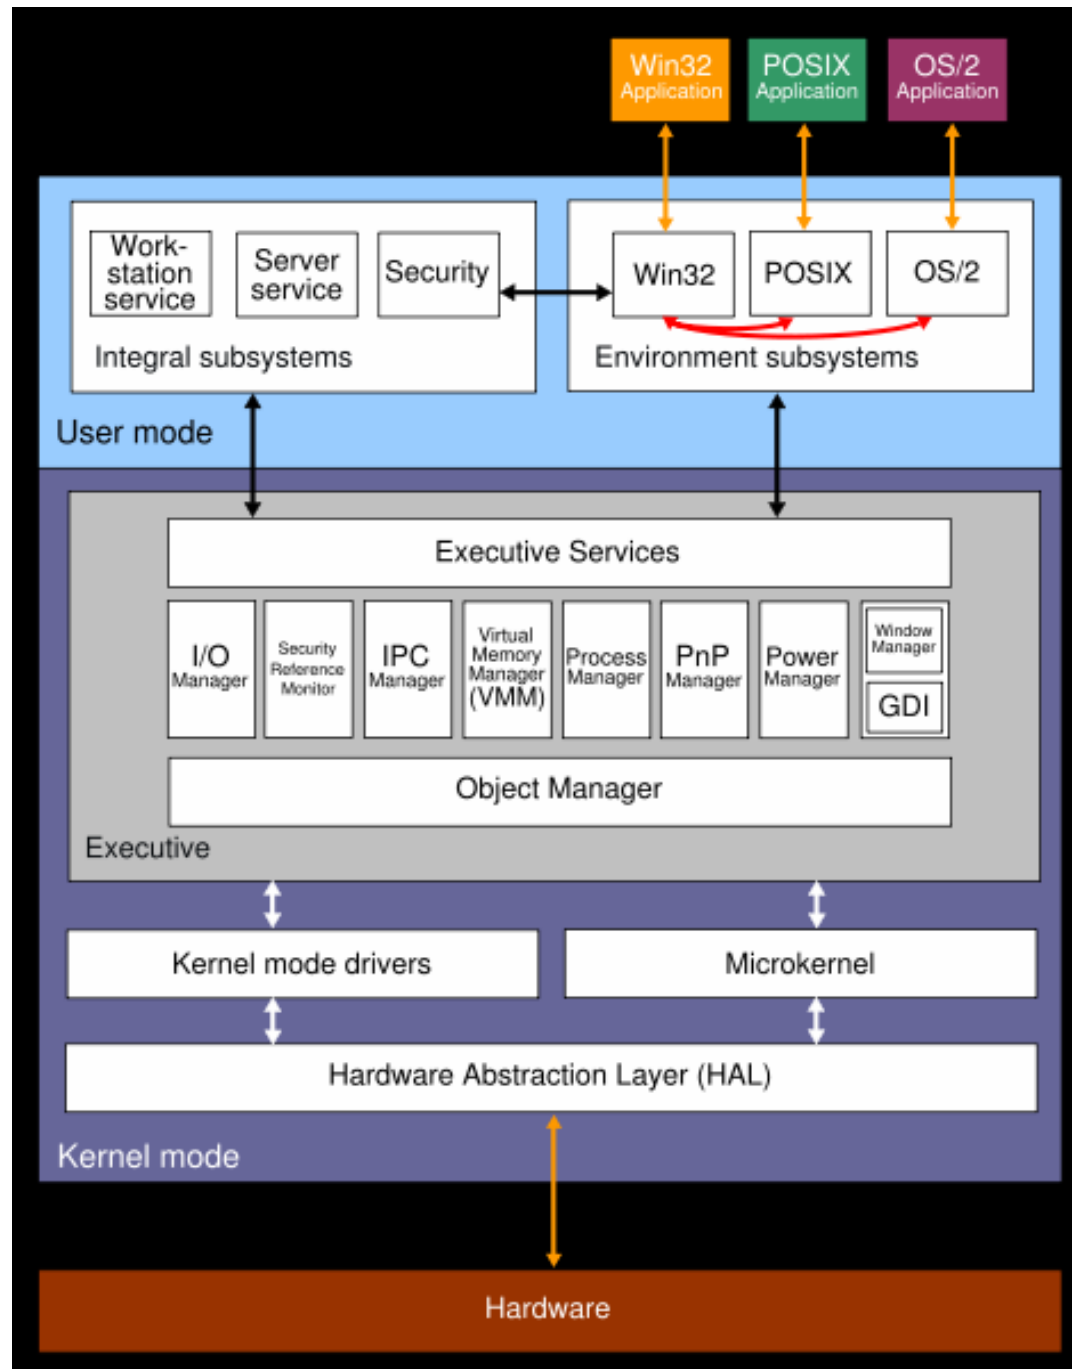 Win32
Application
POSIX
Application
OS/2
Application
Work-
station
service
Server
service
Security
Integral subsystems
Win32
POSIX
OS/2
Environment subsystems
User mode
Executive Services
I/O
Manager
Security
Reference
Monitor
IPC
Manager
Virtual
Memory
Manager
(VMM)
Process
Manager
PnP
Manager
Power
Manager
Window
Manager
GDI
Object Manager
Executive
Kernel mode drivers
Microkernel
Hardware Abstraction Layer (HAL)
Kernel mode
Hardware